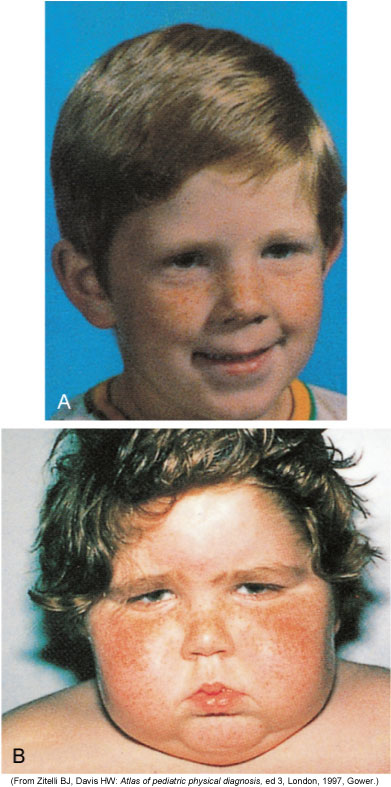 A
B
(From Zitelli BJ, Davis HW: Atlas of pediatric physical diagnosis, ed 3, London, 1997, Gower.)